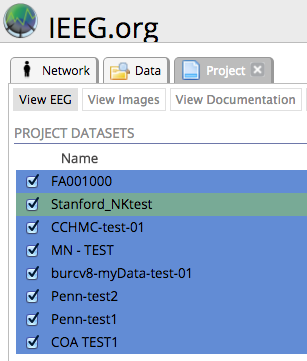 IEEG.org
Network Data Project
View EEG View Images View Documentation
PROJECT DATASETS
Name
FA001000
Stanford_NKtest
CCHMC-test-01
MN - TEST
burcv8-myData-test-01
Penn-test2
Penn-test1
COA TEST1